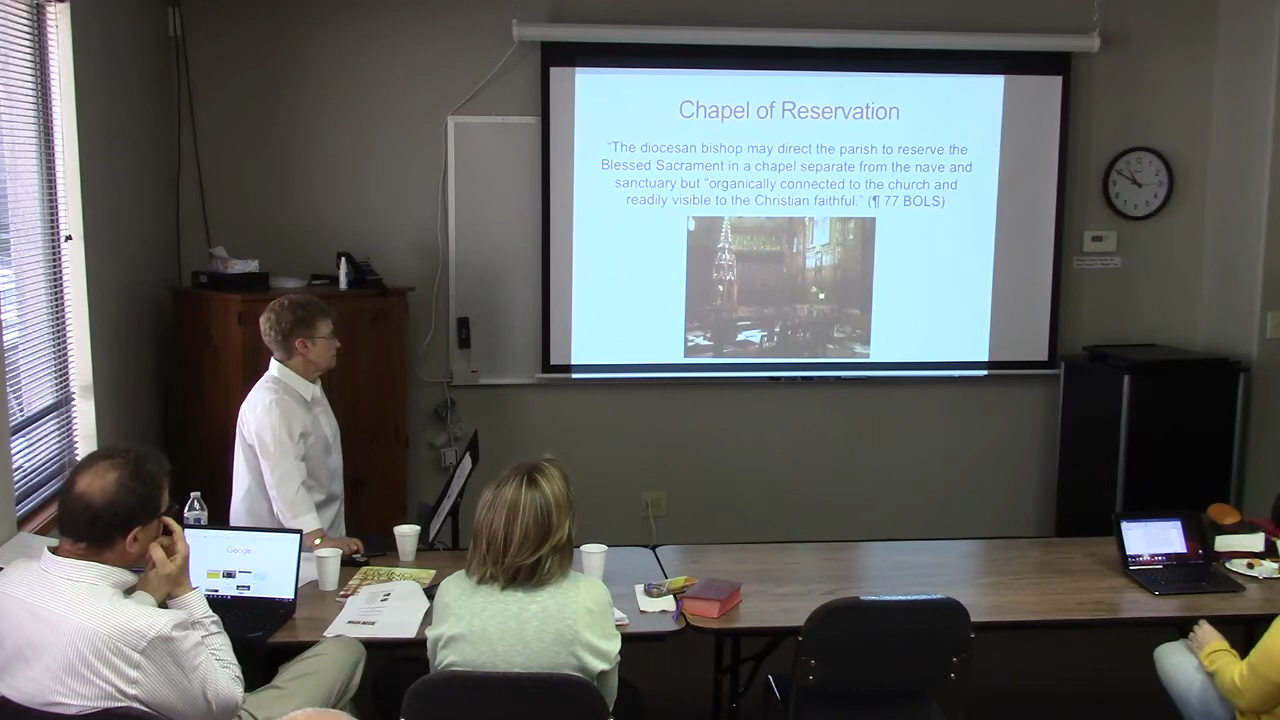 Chapel of Reservation
"The diocesan bishop may direct the parish to reserve the
Blessed Sacrament in a chapel separate from the nave and
sanctuary but "organically connected to the church and
readily visible to the Christian faithful." (¶ 77 BOLS)
Google
LIVING